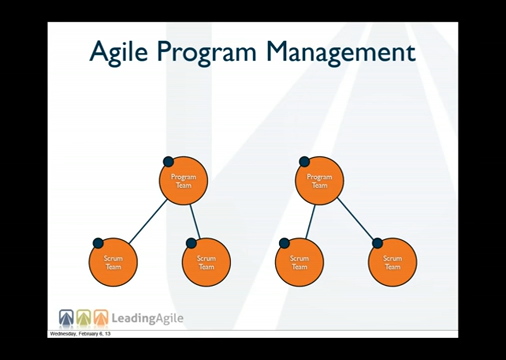 Agile Program Management
Program
Team
Program
Team
Scrum
Team
Scrum
Team
Scrum
Team
Scrum
Team
LeadingAgile
Wednesday, February 6, 13